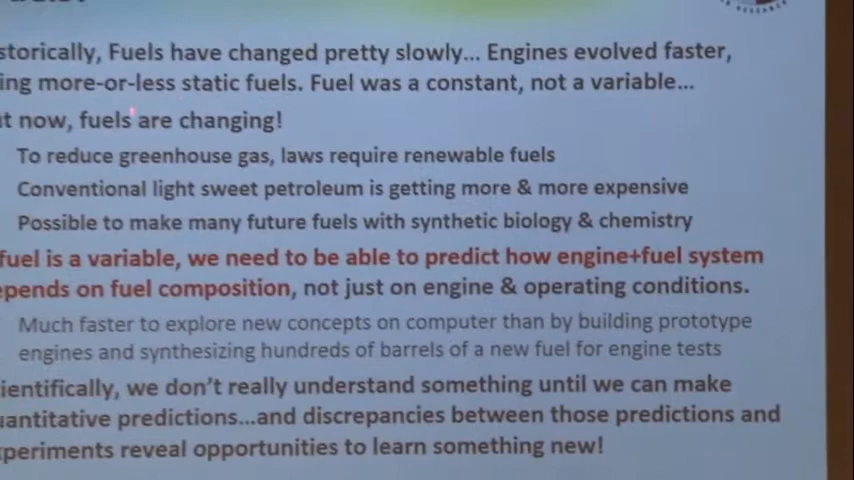 storically, Fuels have changed pretty slowly... Engines evolved faster,
ing more-or-less static fuels. Fuel was a constant, not a variable...
t now, fuels are changing!
To reduce greenhouse gas, laws require renewable fuels
Conventional light sweet petroleum is getting more & more expensive
Possible to make many future fuels with synthetic biology & chemistry
fuel is a variable, we need to be able to predict how engine+fuel system
epends on fuel composition, not just on engine & operating conditions.
Much faster to explore new concepts on computer than by building prototype
engines and synthesizing hundreds of barrels of a new fuel for engine tests
ientifically, we don't really understand something until we can make
uantitative predictions...and discrepancies between those predictions and
periments reveal opportunities to learn something new!